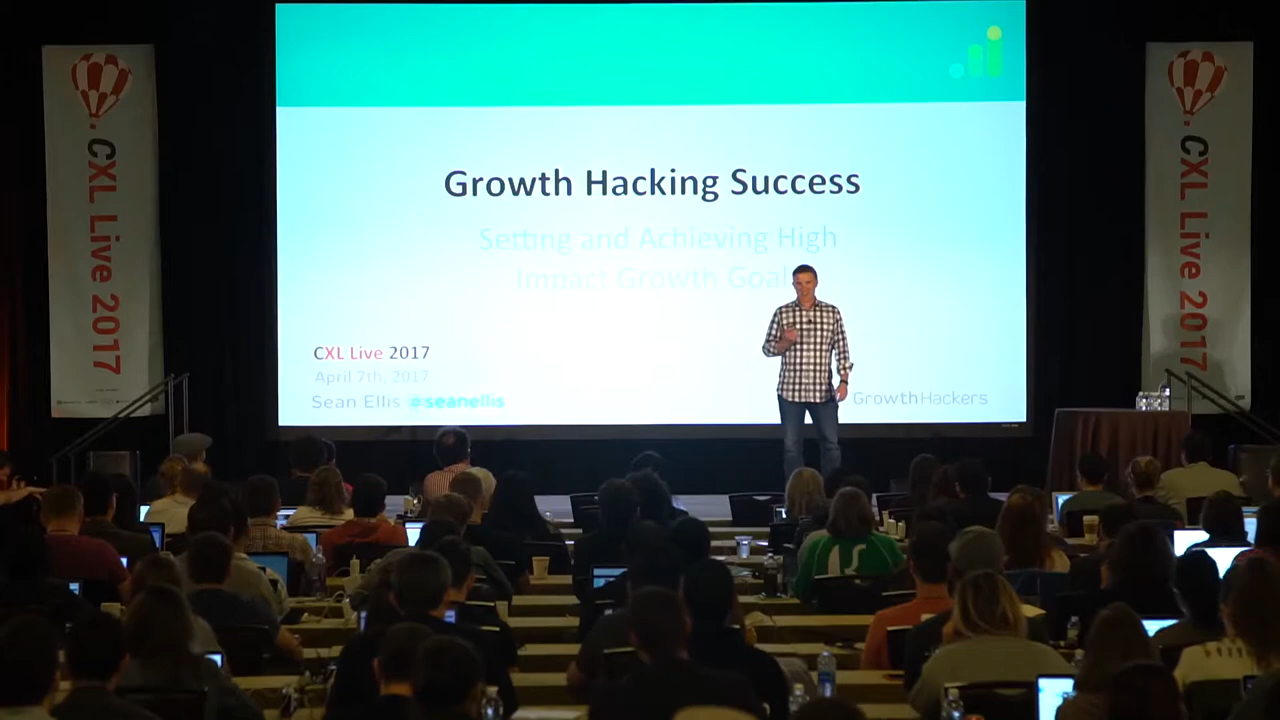 CXL Live 2017
Growth Hacking Success
Setting and Achieving High
Impact Growth Goals
CXL Live 2017
April 7th, 2017
Sean Ellis @seanellis
GrowthHackers
CXL Live 2017